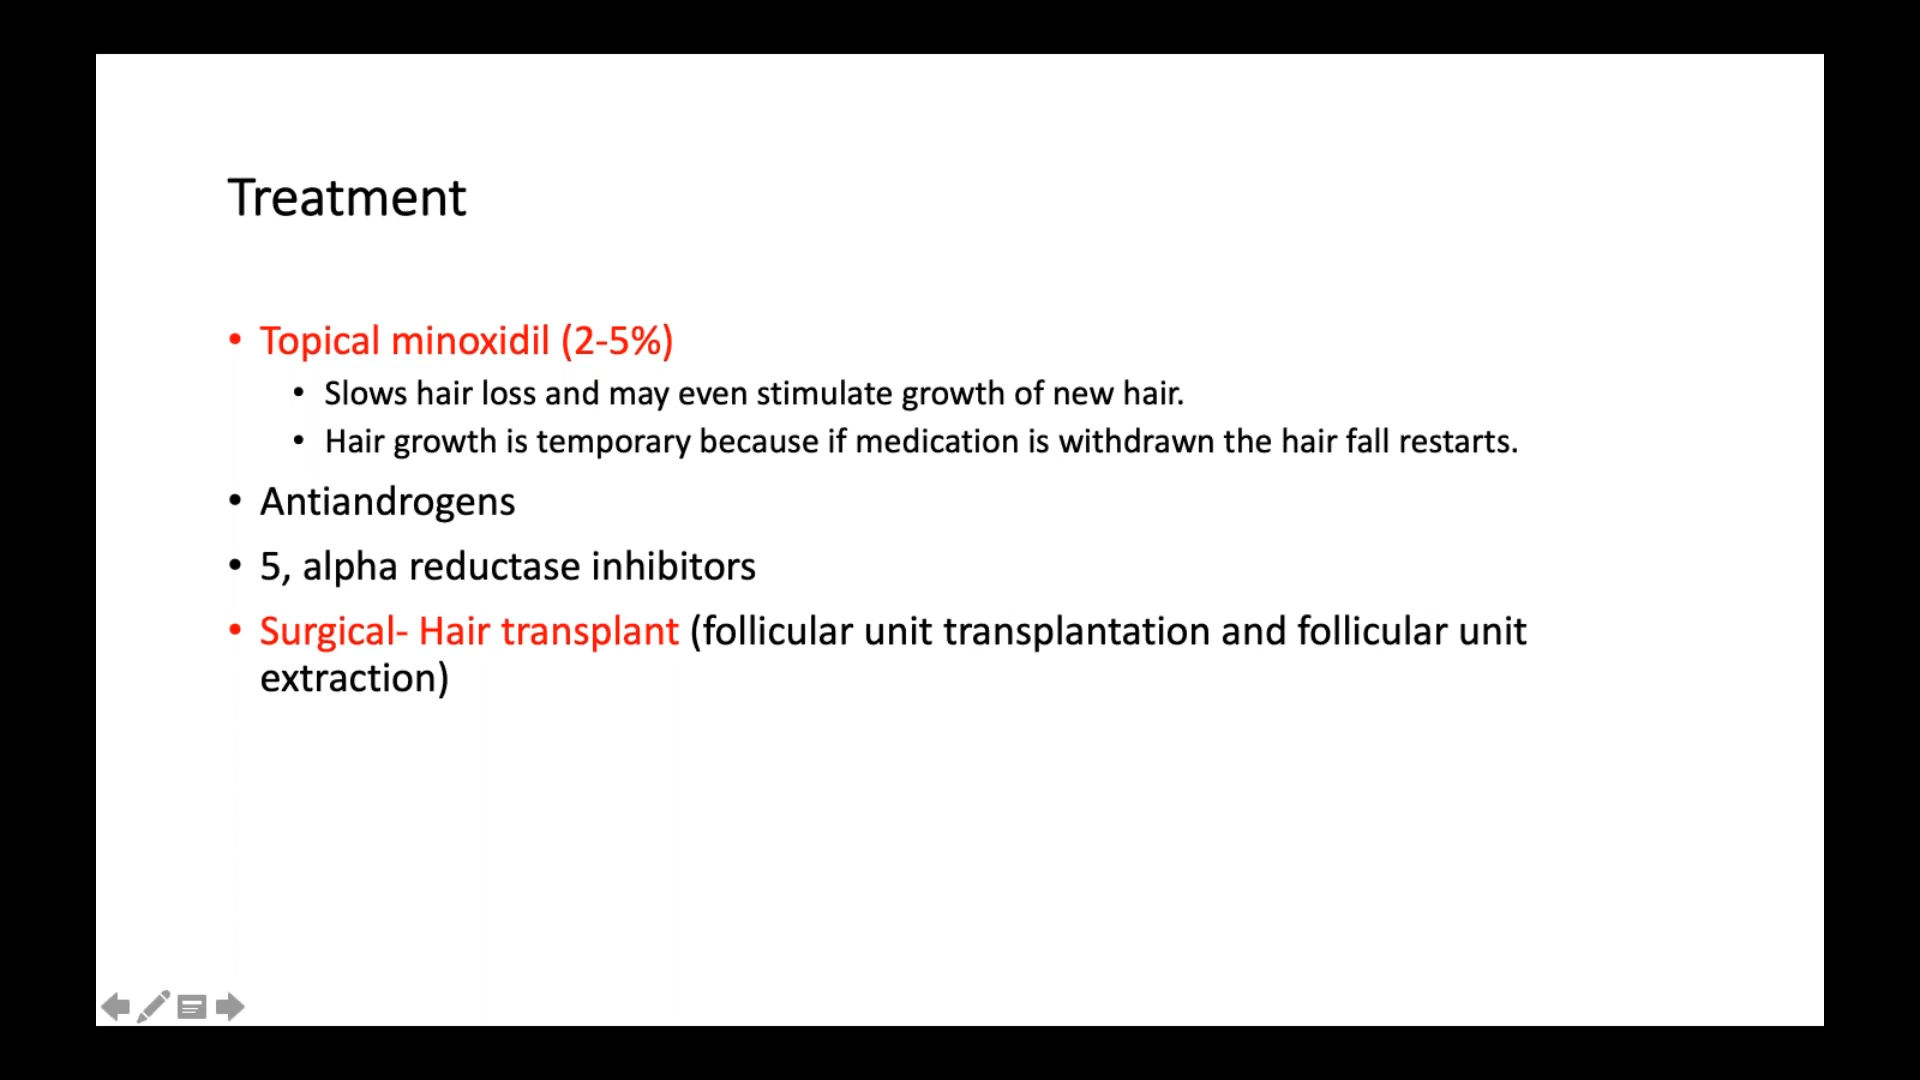 Treatment
• Topical minoxidil (2-5%)
• Slows hair loss and may even stimulate growth of new hair.
• Hair growth is temporary because if medication is withdrawn the hair fall restarts.
• Antiandrogens
• 5, alpha reductase inhibitors
• Surgical- Hair transplant (follicular unit transplantation and follicular unit
extraction)